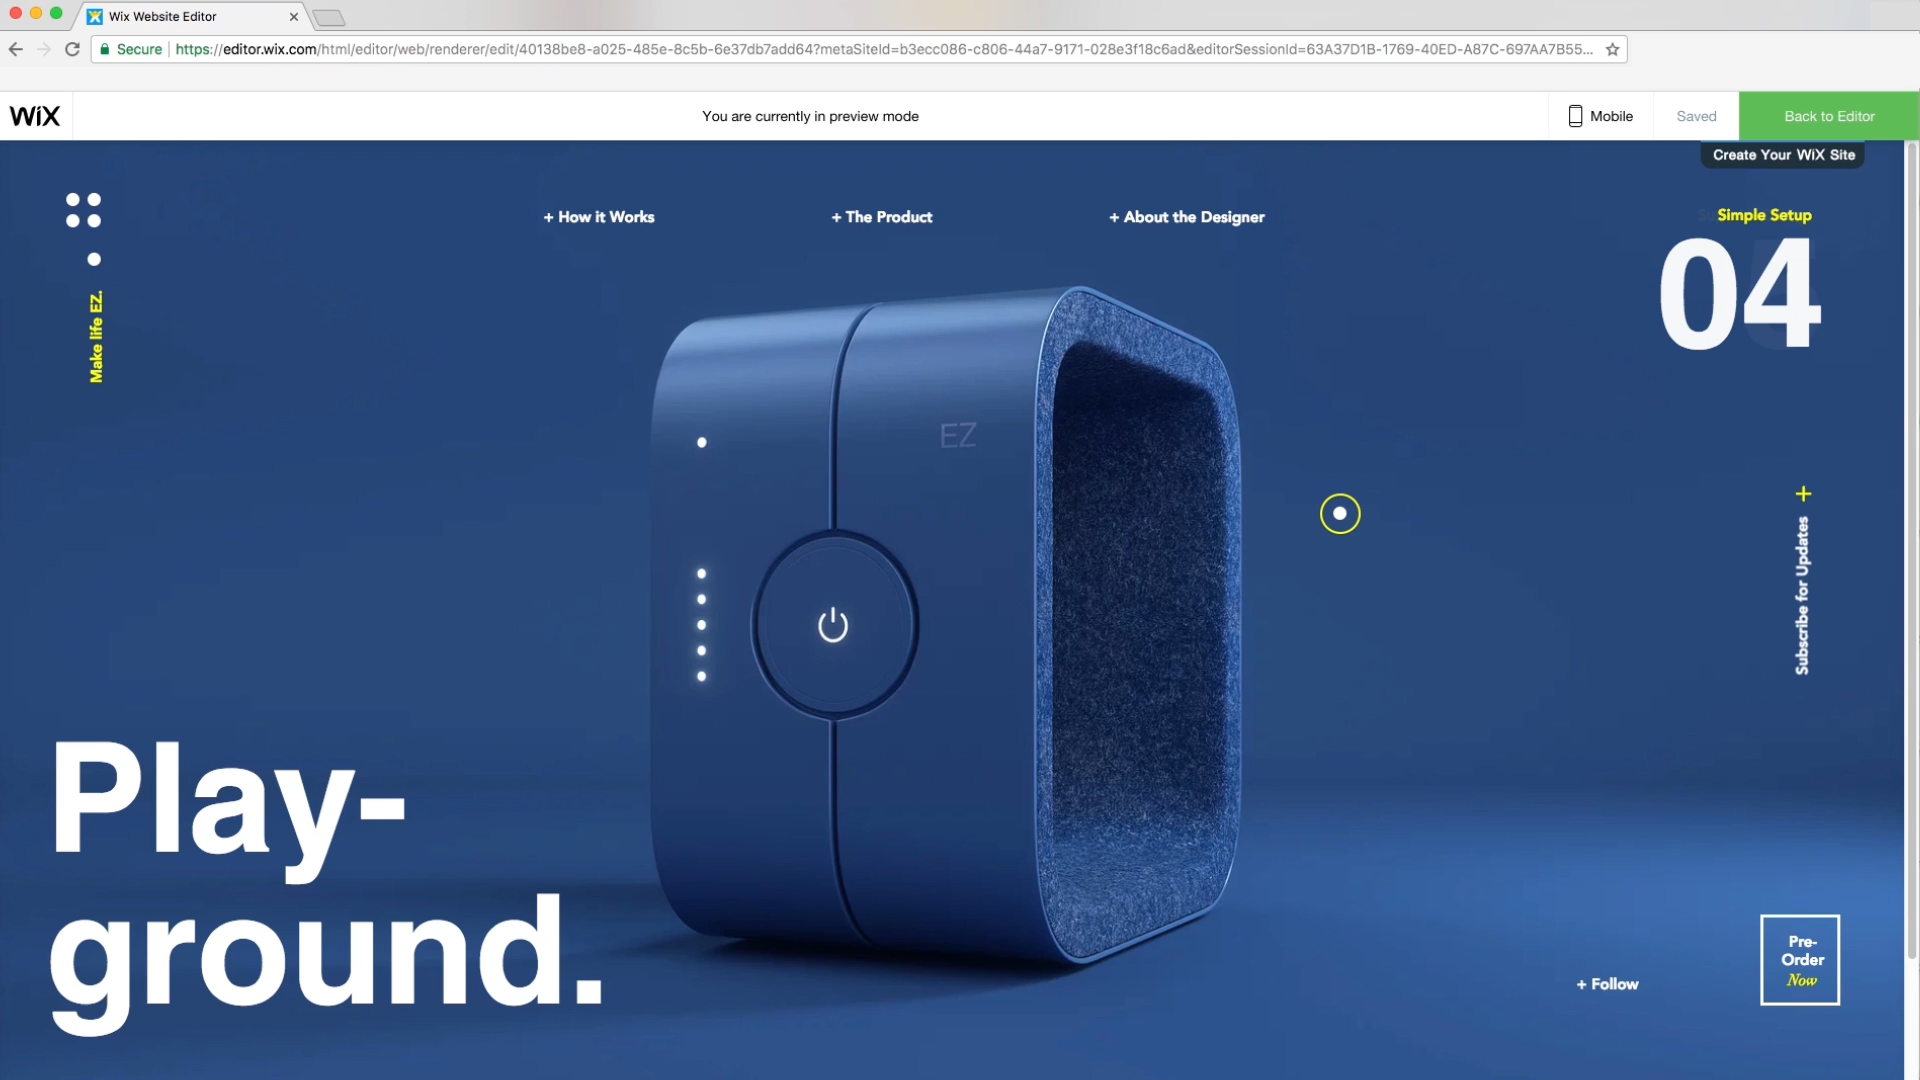 Wix Website Editor
Secure
https://editor.wix.com/html/editor/web/renderer/edit/40138be8-a025-485e-8c5b-6e37db7add64?metaSiteId=b3ecc086-c806-44a7-9171-028e3f18c6ad&editorSessionId=63A37D1B-1769-40ED-A87C-697AA7B55...
WiX
You are currently in preview mode
Mobile
Saved
Back to Editor
Create Your WiX Site
+ How it Works
+ The Product
+ About the Designer
Simple Setup
04
Make life EZ.
EZ
+
Subscribe for Updates
Play-
ground.
+ Follow
Pre-
Order
Now